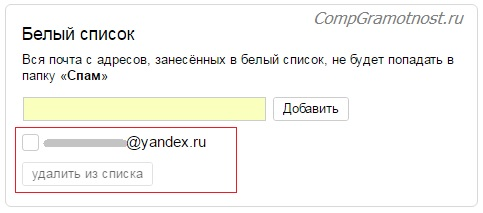 CompGramotnost.ru
Белый список
Вся почта с адресов, занесённых в белый список, не будет попадать в
папку «Спам»
Добавить
@yandex.ru
удалить из списка